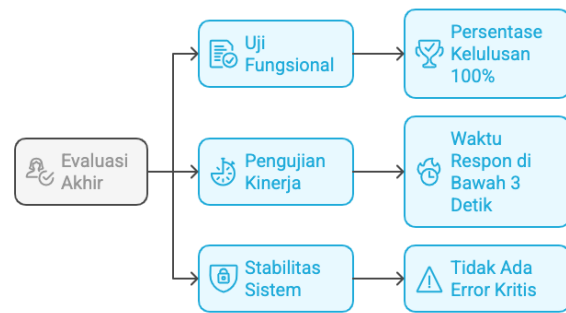 Evaluasi
Akhir
Uji
Fungsional
Persentase
Kelulusan
100%
Pengujian
Kinerja
Waktu
Respon di
Bawah 3
Detik
Stabilitas
Sistem
Tidak Ada
Error Kritis